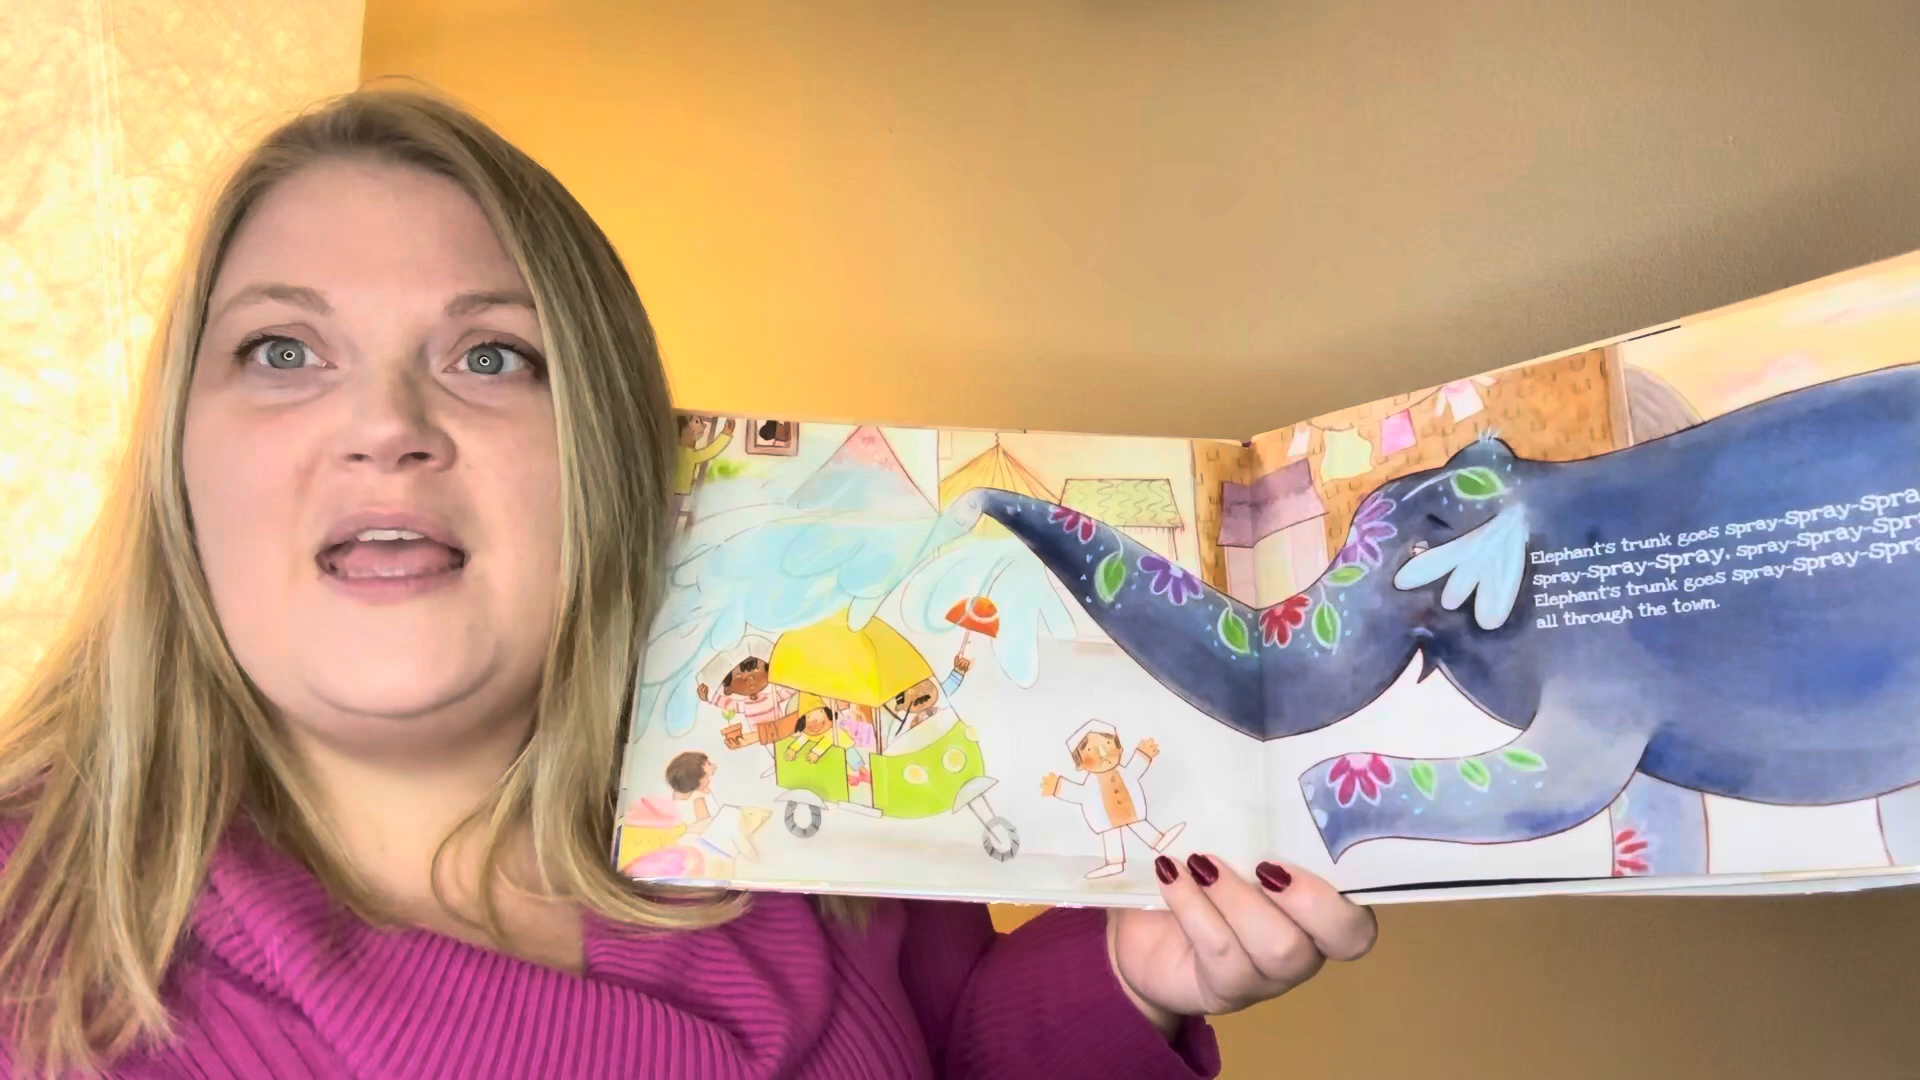 Elephant's trunk goes spray-spray-spra
spray-spray-spray, spray-spray-spr
Elephant's trunk goes spray-spray-spra
all through the town.